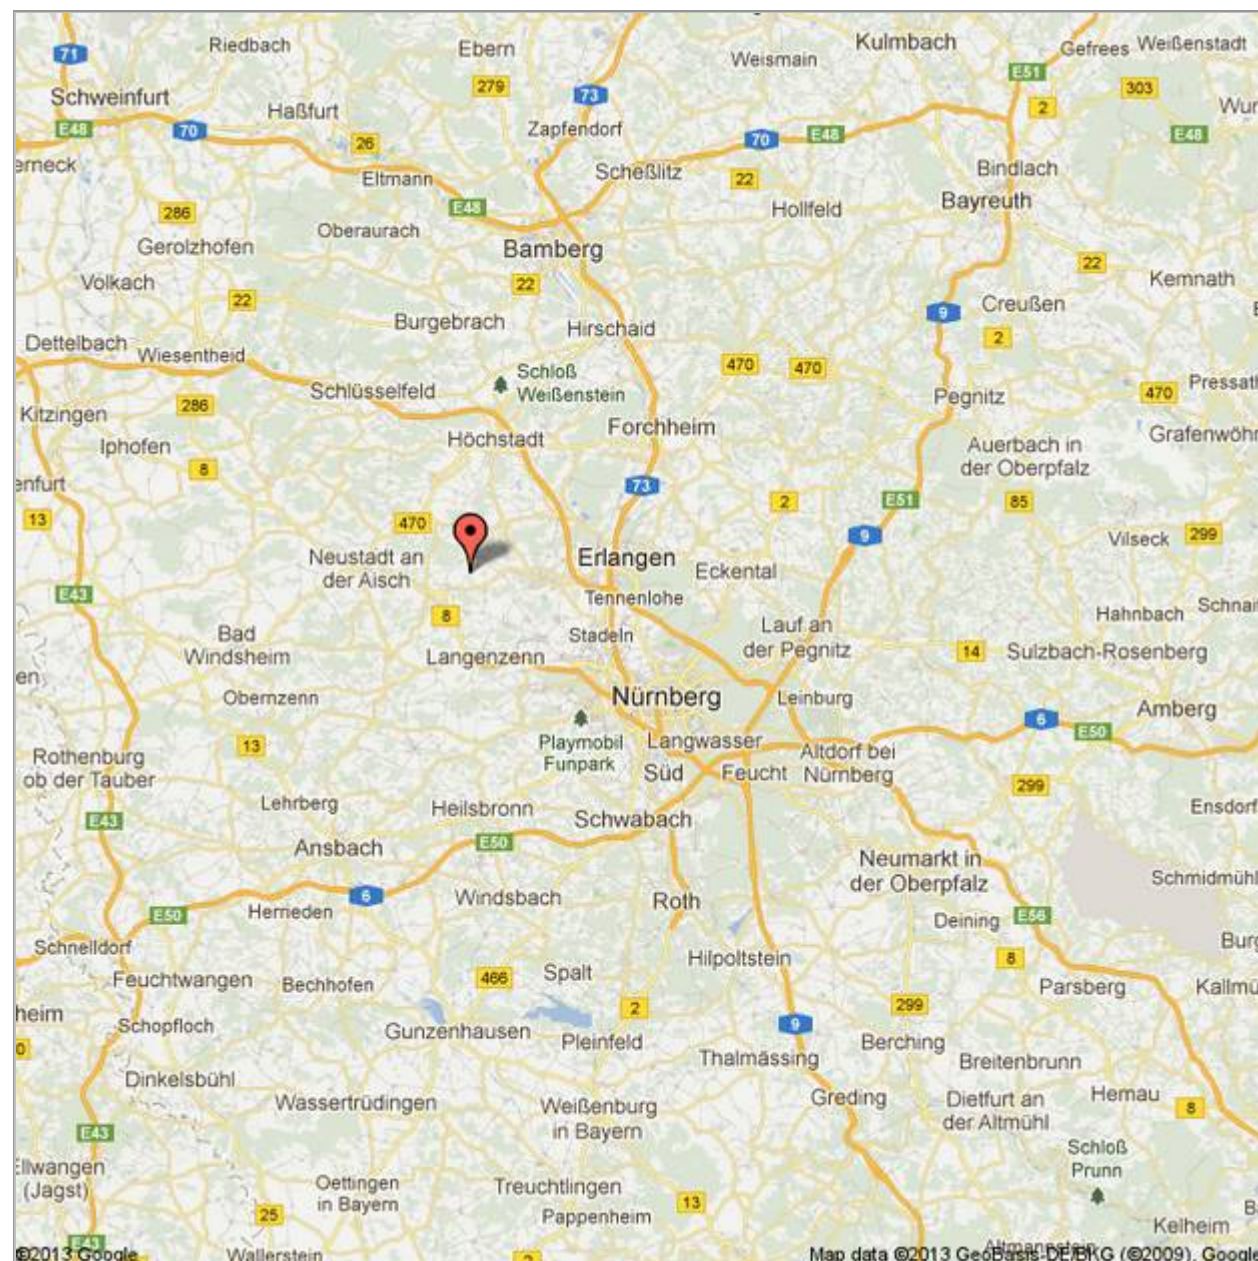 71
Riedbach
Ebern
Weismain
Kulmbach
Gefrees
Weißenstadt
Schweinfurt
279
73
E51
2
303
Haßfurt
E48
70
26
Zapfendorf
70
E48
E48
Eltmann
Scheßlitz
22
Bindlach
286
E48
Hollfeld
Bayreuth
Gerolzhofen
Oberaurach
Bamberg
22
Kemnath
Volkach
22
22
Burgebrach
Hirschaid
9
Creußen
2
Dettelbach
Wiesentheid
470
470
Schloß
Weißenstein
Schlüsselfeld
Pegnitz
470
Kitzingen
286
Iphofen
Höchstadt
Forchheim
Auerbach in
der Oberpfalz
8
73
2
E51
85
13
470
9
Vilseck
299
Neustadt an
der Aisch
Erlangen
Eckental
E43
Tennenlohe
8
Hahnbach
Bad
Windsheim
Stadeln
Lauf an
der Pegnitz
Langenzenn
14
Sulzbach-Rosenberg
Obernzenn
Nürnberg
Leinburg
6
Amberg
E50
13
Playmobil
Funpark
Langwasser
Rothenburg
ob der Tauber
Süd
Feucht
Altdorf bei
Nürnberg
299
Lehrberg
Heilsbronn
Ensdorf
E43
Schwabach
Ansbach
E50
Neumarkt in
der Oberpfalz
6
Windsbach
Roth
E50
Herrieden
Deining
E56
Schnelldorf
Hilpoltstein
8
Feuchtwangen
Bechhofen
466
Spalt
Parsberg
2
299
Schopfloch
Gunzenhausen
Pleinfeld
9
Berching
Thalmässing
Breitenbrunn
Dinkelsbühl
Wassertrüdingen
Weißenburg
in Bayern
Greding
Dietfurt an
der Altmühl
Hemau
8
E43
Schloß
Prunn
Ellwangen
(Jagst)
Oettingen
in Bayern
Treuchtlingen
13
25
Pappenheim
Kelheim
E43
Wallerstein
2
Altmannstein
©2013 Google
Map data ©2013 GeoBasis-DE/BKG (©2009), Google